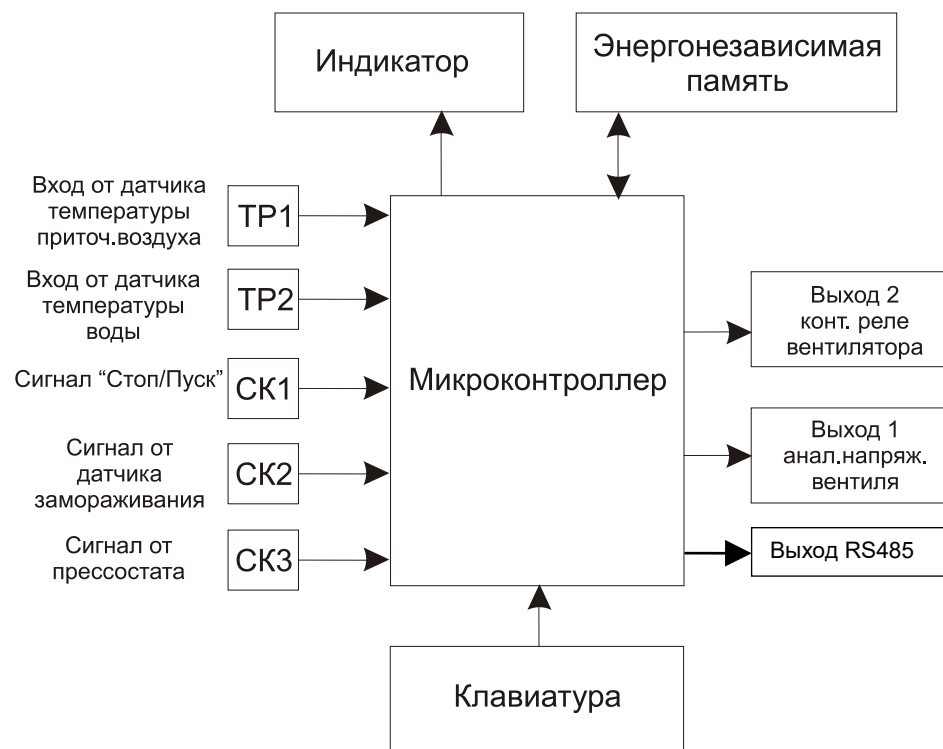 Индикатор
Энергонезависимая
память
Вход от датчика
температуры
приточ.воздуха
ТР1
Вход от датчика
температуры
воды
ТР2
Сигнал “Стоп/Пуск”
СК1
Сигнал от
датчика
замораживания
СК2
Сигнал от
прессостата
СК3
Микроконтроллер
Выход 2
конт. реле
вентилятора
Выход 1
анал.напряж.
вентиля
Выход RS485
Клавиатура